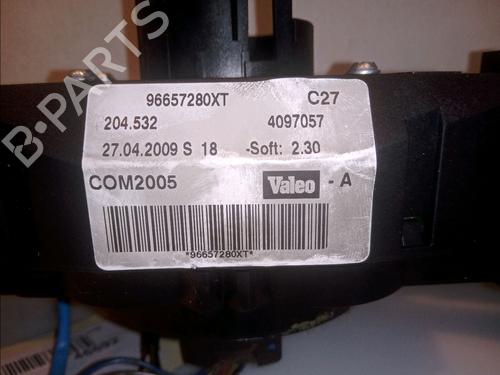 96657280XT C27
204.532 4097057
27.04.2009 S 18 -Soft: 2.30
COM2005 Valeo - A
*96657280XT*
B-PARTS